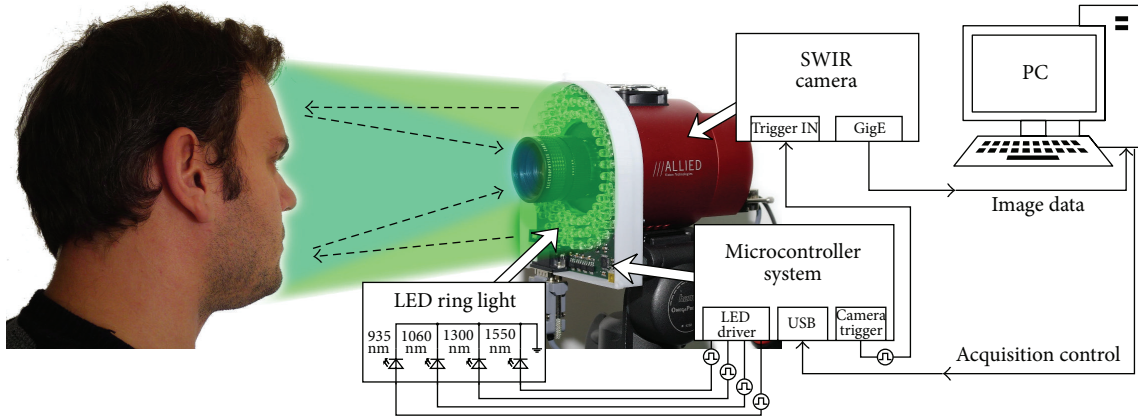 SWIR
camera
Trigger IN
GigE
PC
///ALLIED
Image data
Microcontroller
system
LED
driver
USB
Camera
trigger
Acquisition control
LED ring light
935
nm
1060
nm
1300
nm
1550
nm